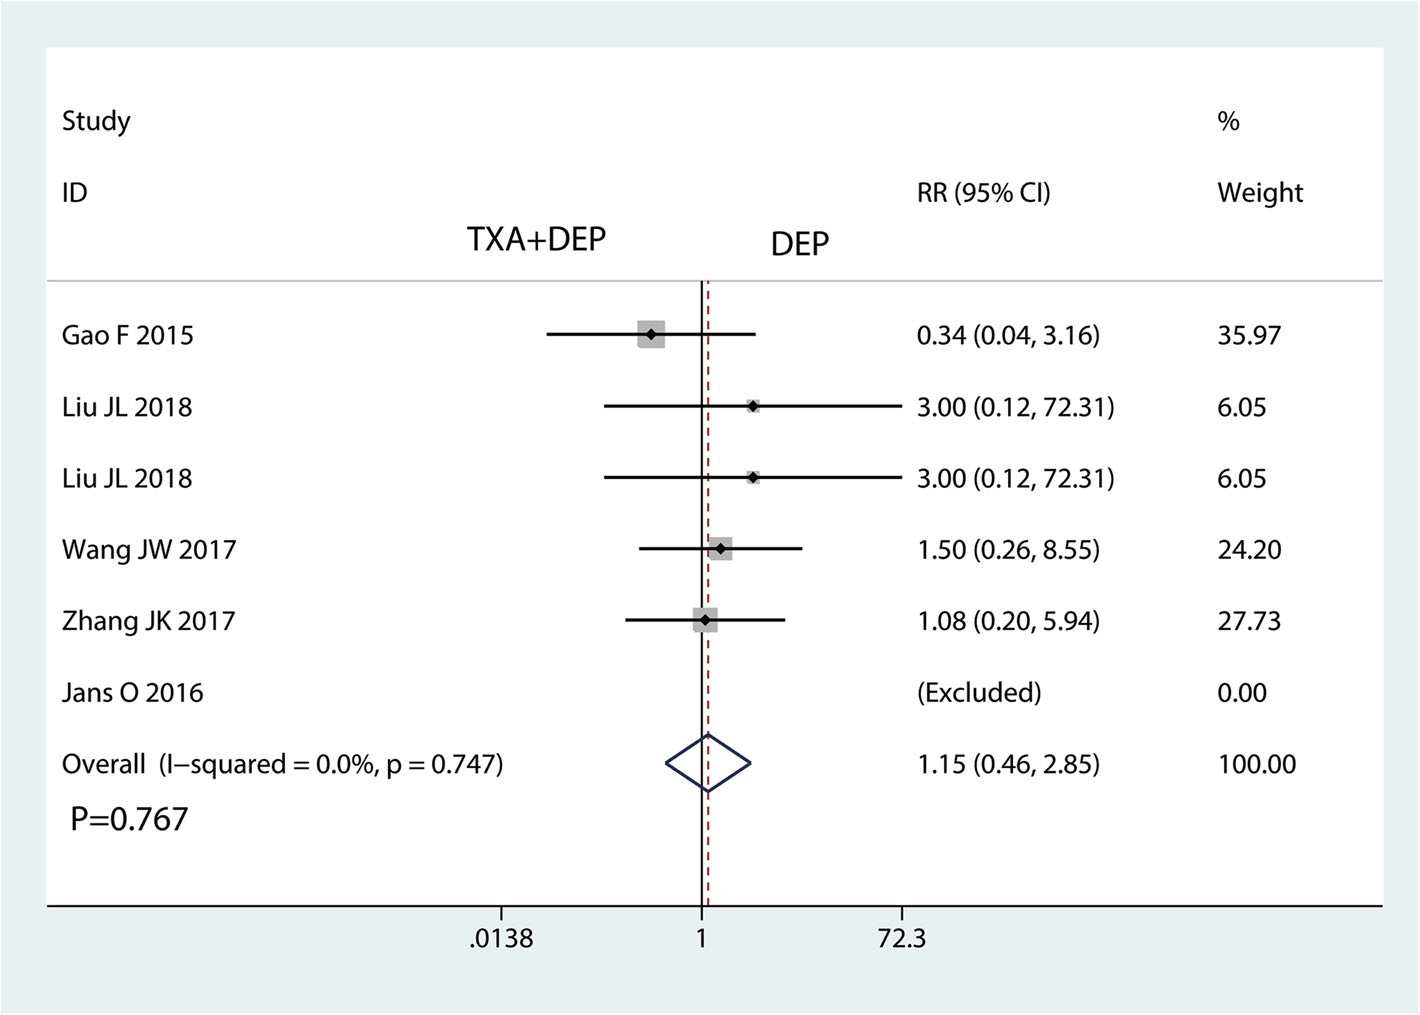 Study %
ID RR (95% CI) Weight
TXA+DEP DEP
Gao F 2015 0.34 (0.04, 3.16) 35.97
Liu JL 2018 3.00 (0.12, 72.31) 6.05
Liu JL 2018 3.00 (0.12, 72.31) 6.05
Wang JW 2017 1.50 (0.26, 8.55) 24.20
Zhang JK 2017 1.08 (0.20, 5.94) 27.73
Jans O 2016 (Excluded) 0.00
Overall (I−squared = 0.0%, p = 0.747) 1.15 (0.46, 2.85) 100.00
P=0.767
.0138 1 72.3